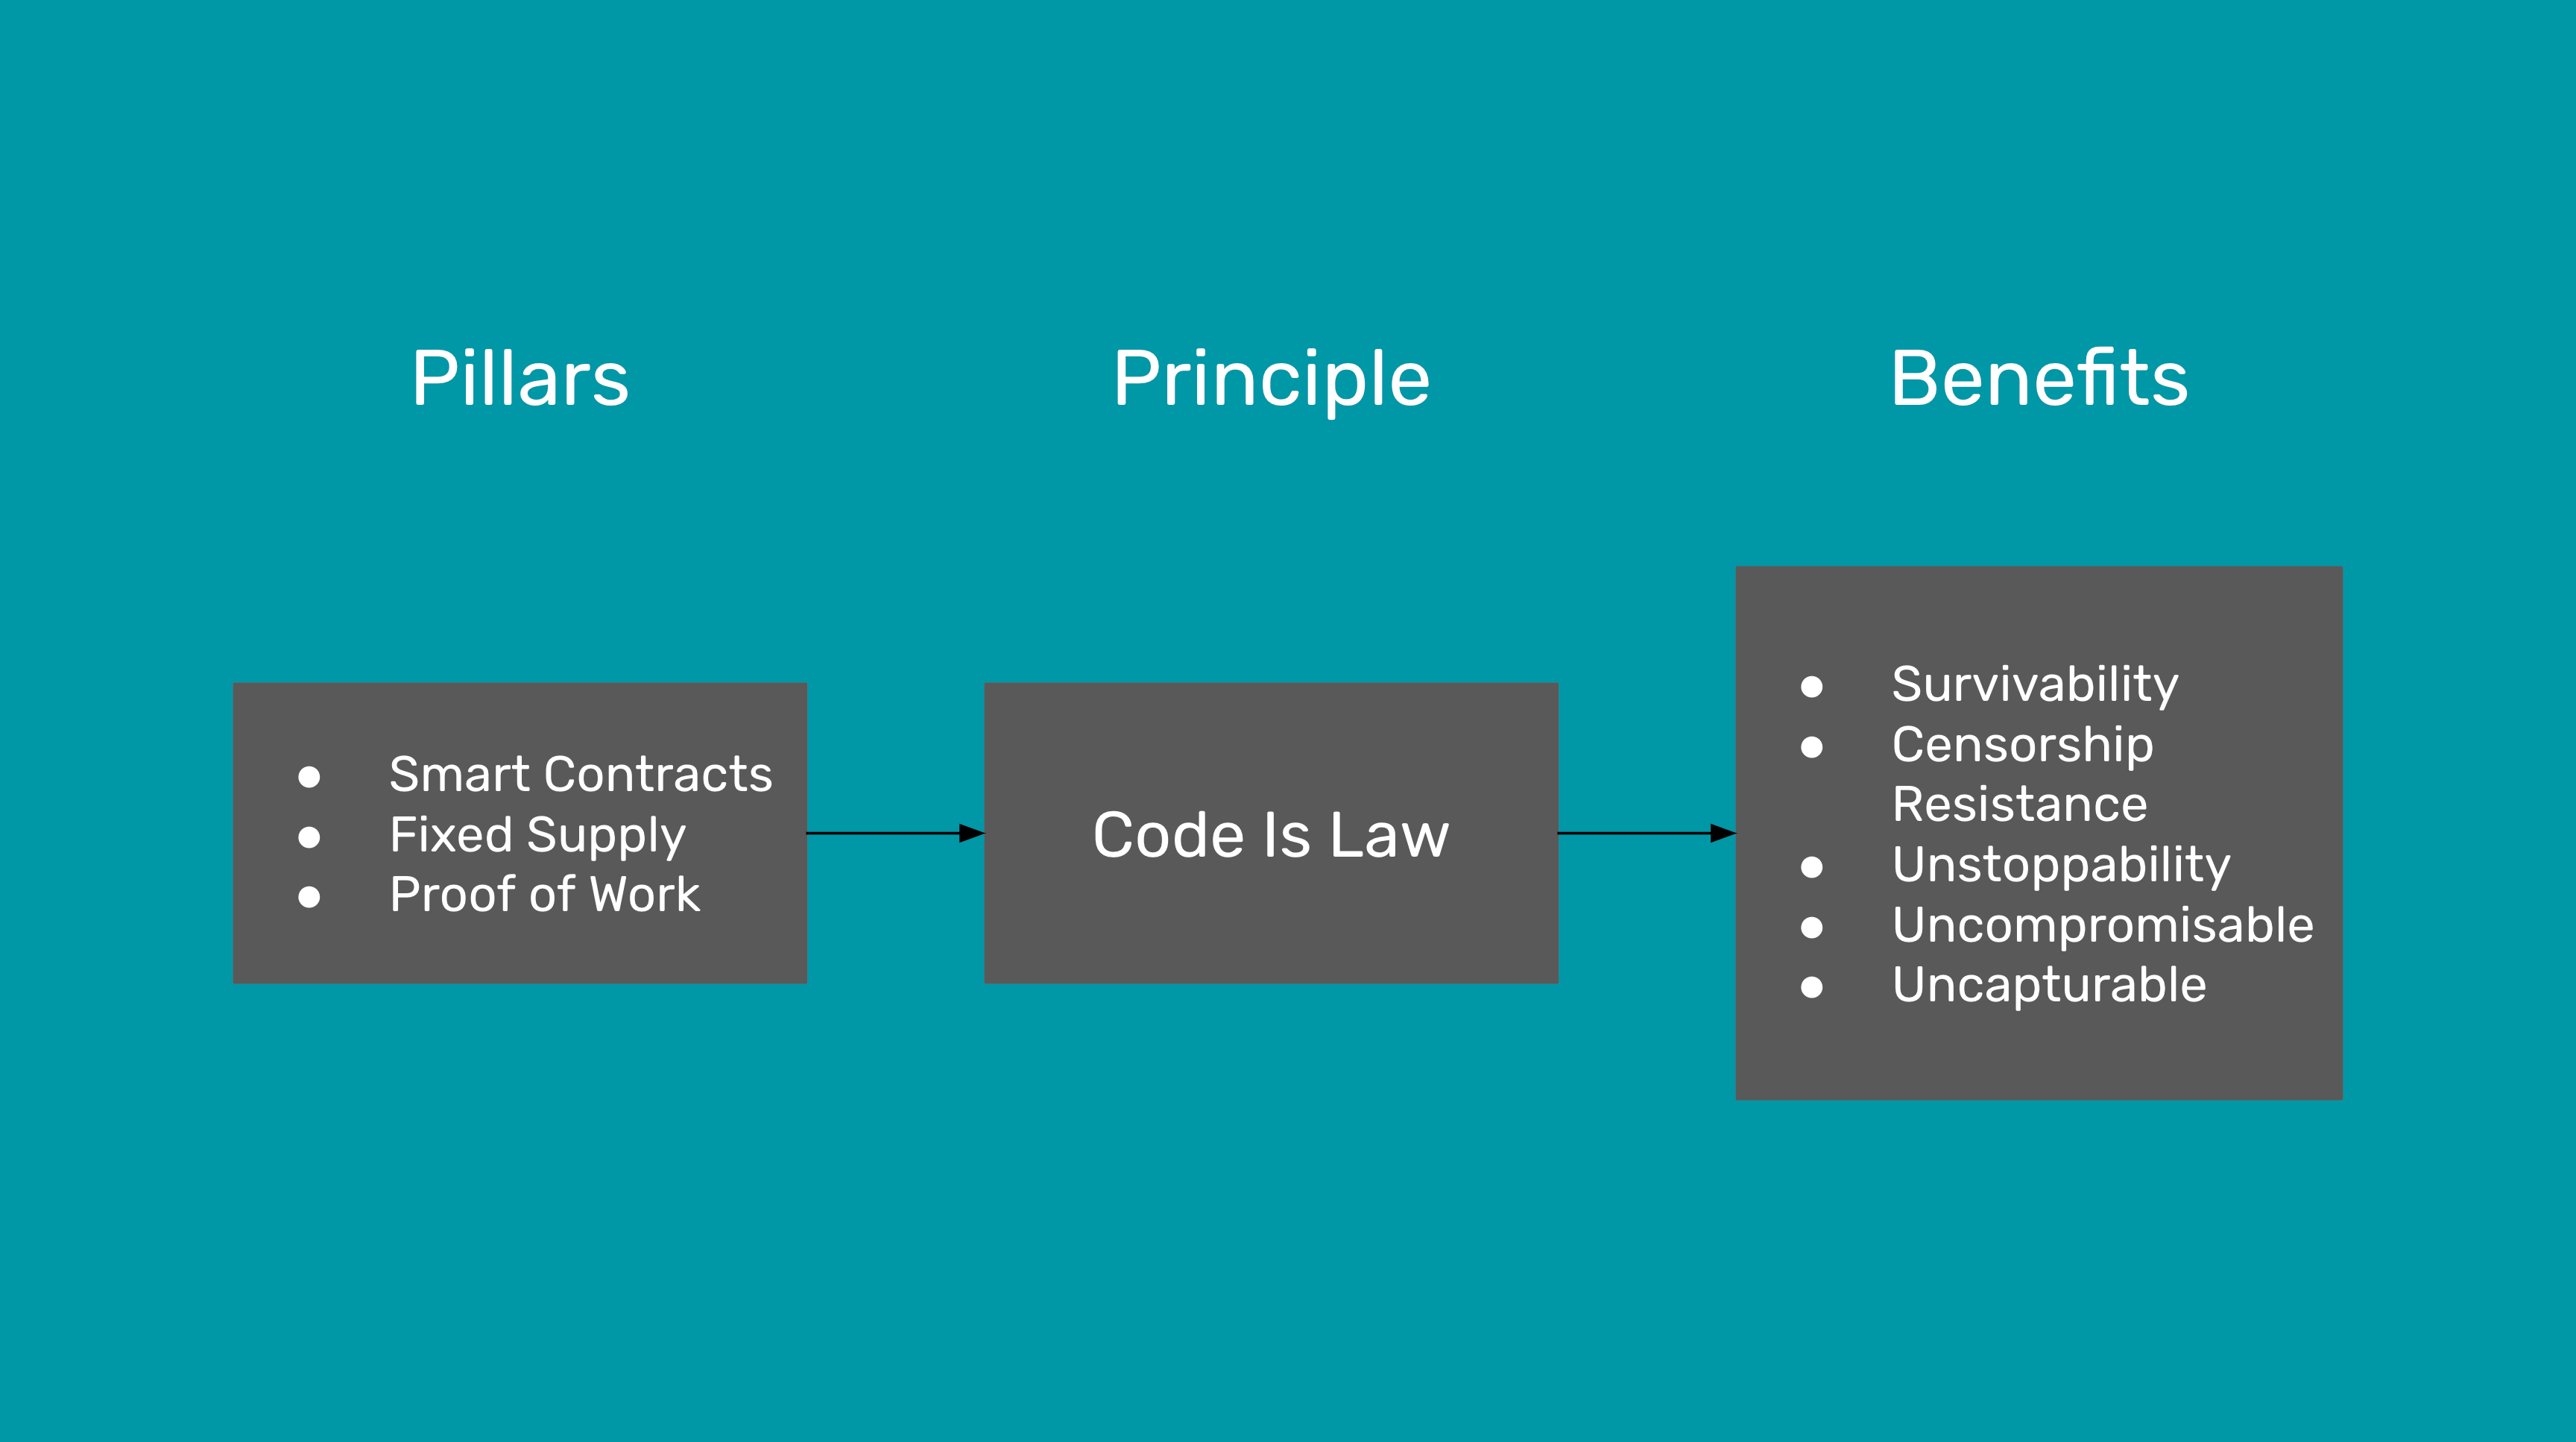 Pillars
Principle
Benefits
● Smart Contracts
● Fixed Supply
● Proof of Work
Code Is Law
● Survivability
● Censorship
Resistance
● Unstoppability
● Uncompromisable
● Uncapturable